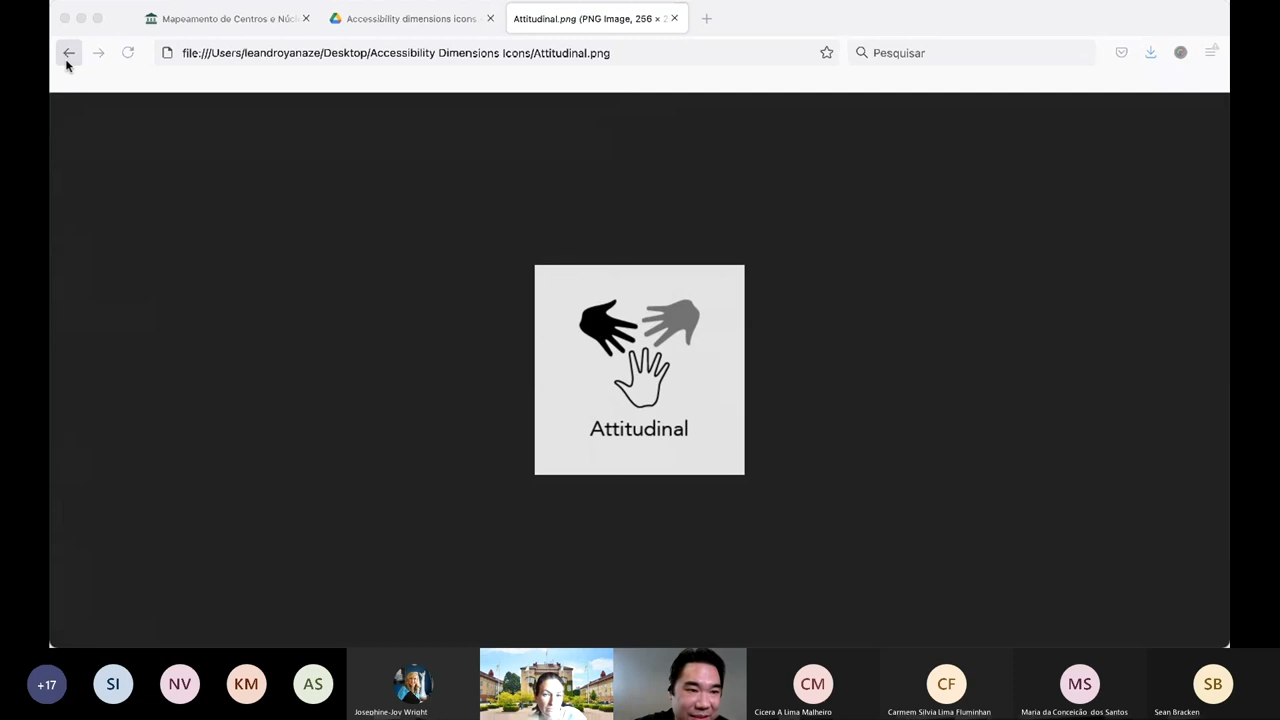 Mapeamento de Centros e Núcl
Accessibility dimensions icons
Attitudinal.png (PNG Image, 256 × 2
file:///Users/leandroyanaze/Desktop/Accessibility Dimensions Icons/Attitudinal.png
Pesquisar
Attitudinal
+17
SI
NV
KM
AS
CM
CF
MS
SB
Josephine-Joy Wright
Cicera A Lima Malheiro
Carmem Silvia Lima Fluminhan
Maria da Conceição dos Santos
Sean Bracken